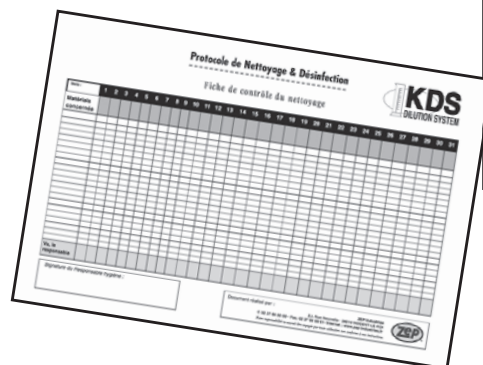 Protocole de Nettoyage & Désinfection
Fiche de contrôle du nettoyage
KDS
DILUTION SYSTEM
Mois :
1 2 3 4 5 6 7 8 9 10 11 12 13 14 15 16 17 18 19 20 21 22 23 24 25 26 27 28 29 30 31
Matériels
concernés
Vu, le
responsable
Signature du Responsable hygiène :
Document réalisé par :
ZEP